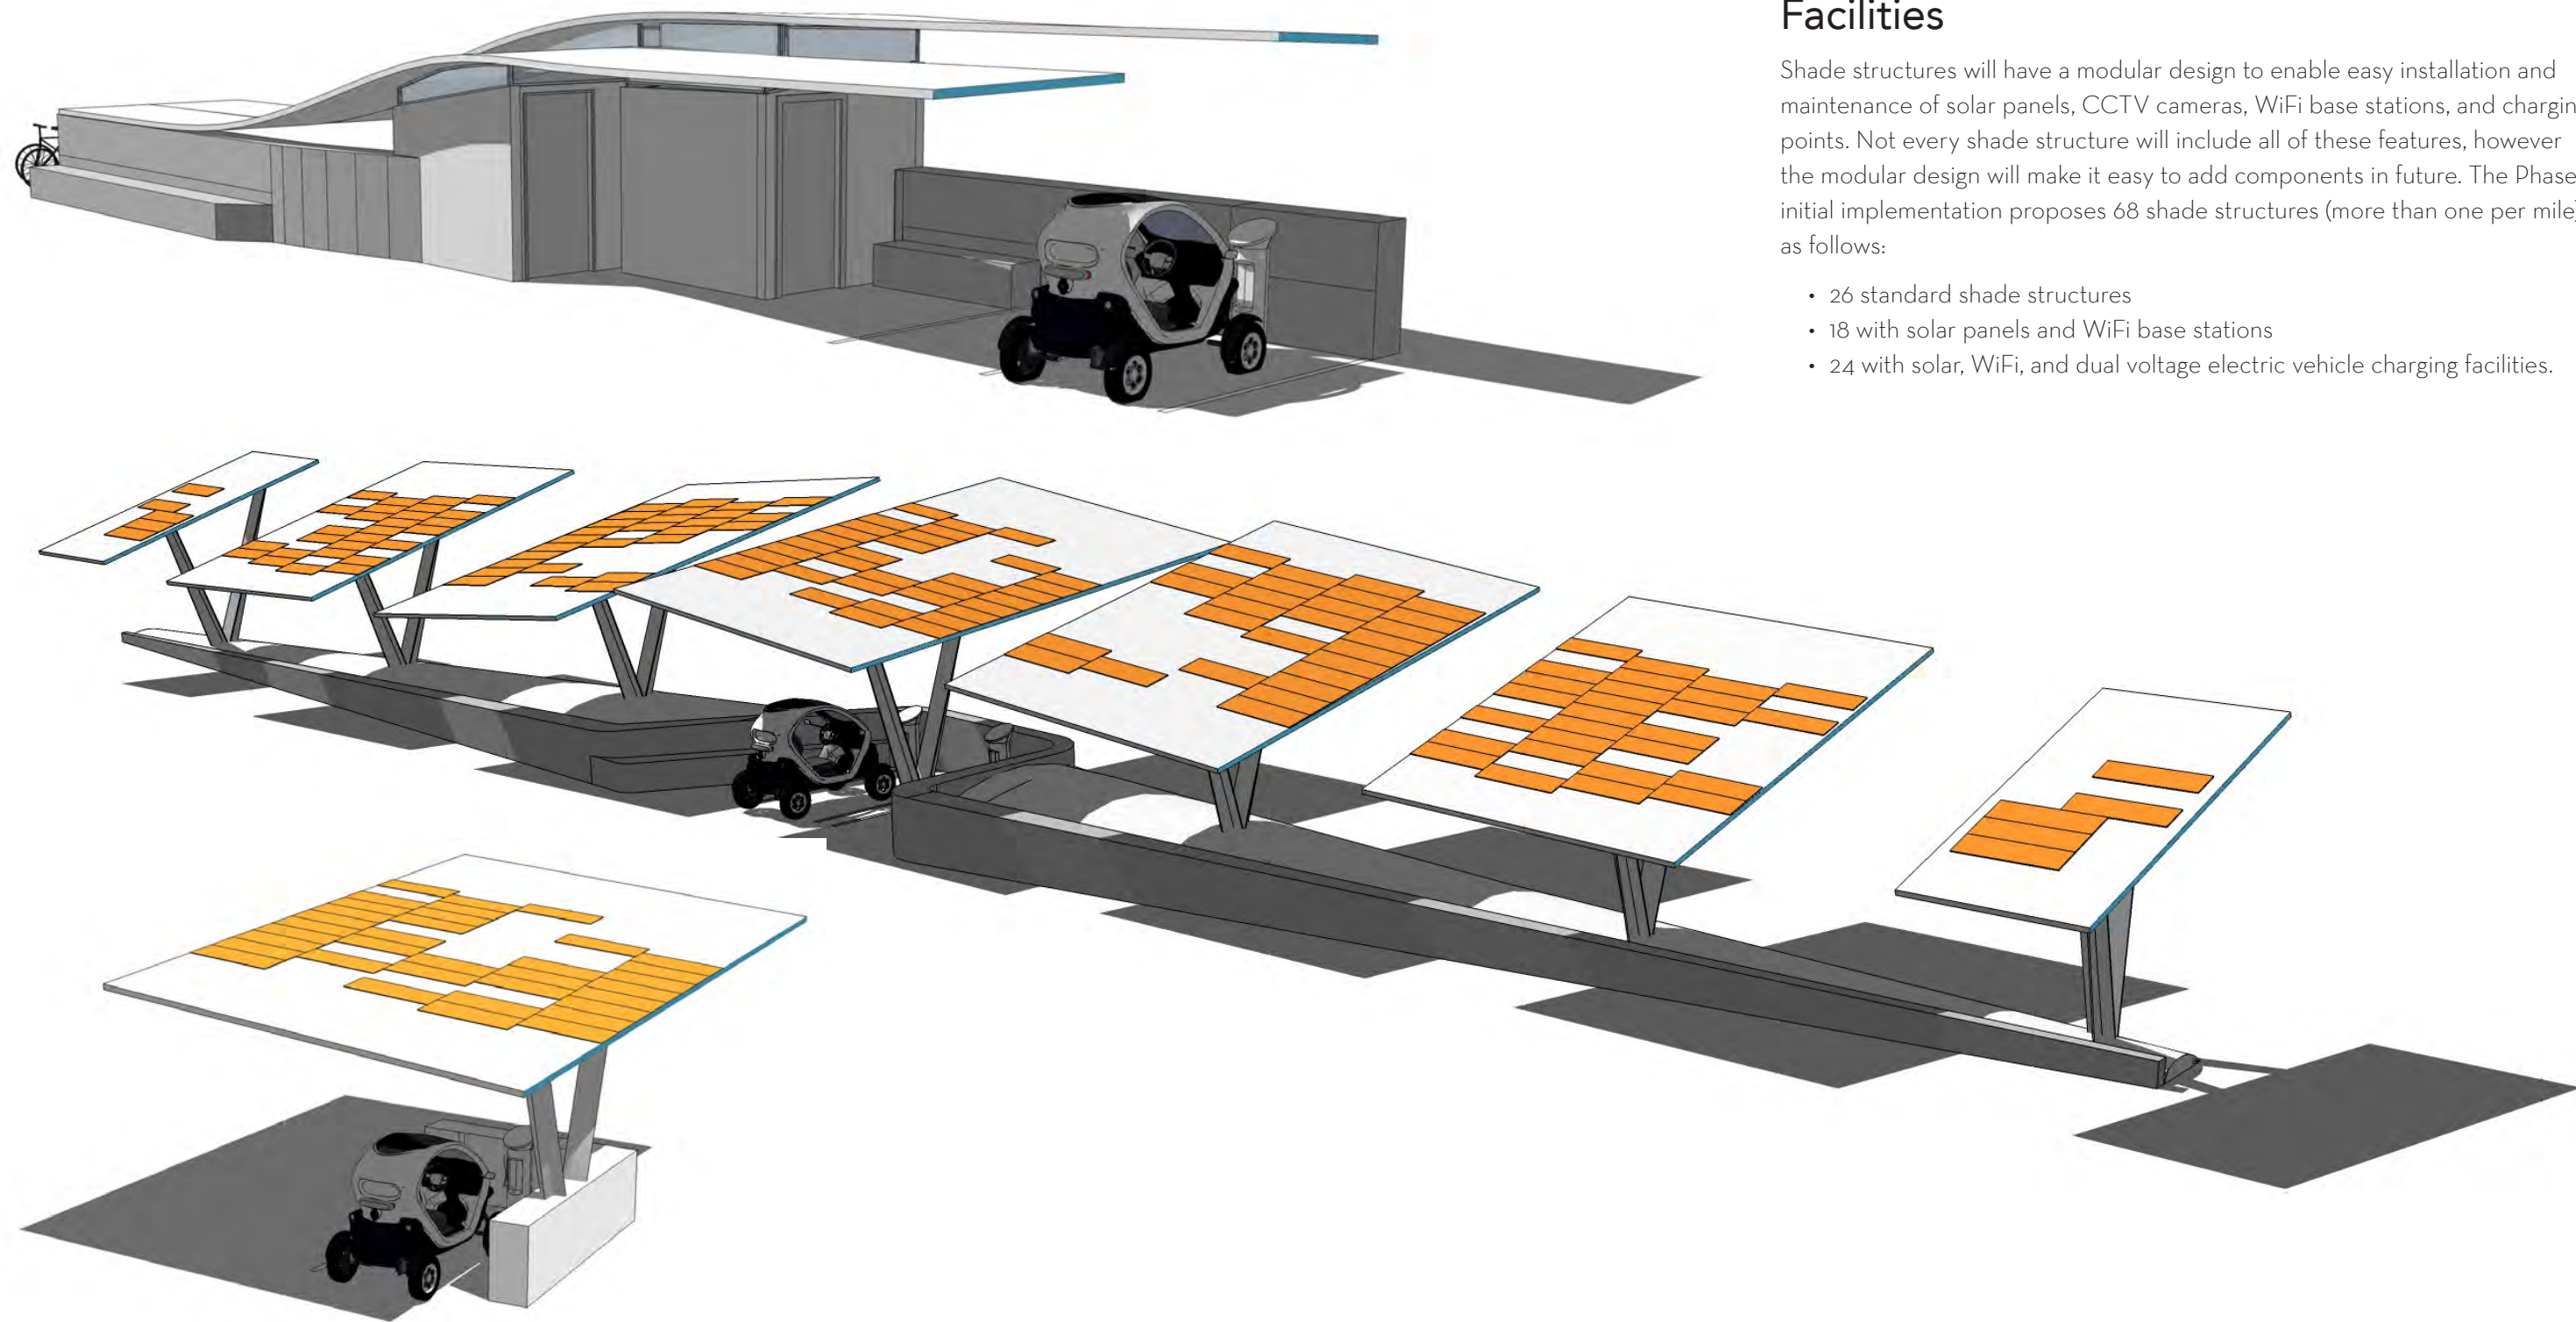 Facilities
Shade structures will have a modular design to enable easy installation and
maintenance of solar panels, CCTV cameras, WiFi base stations, and chargin
points. Not every shade structure will include all of these features, however
the modular design will make it easy to add components in future. The Phase
initial implementation proposes 68 shade structures (more than one per mile)
as follows:
• 26 standard shade structures
• 18 with solar panels and WiFi base stations
• 24 with solar, WiFi, and dual voltage electric vehicle charging facilities.